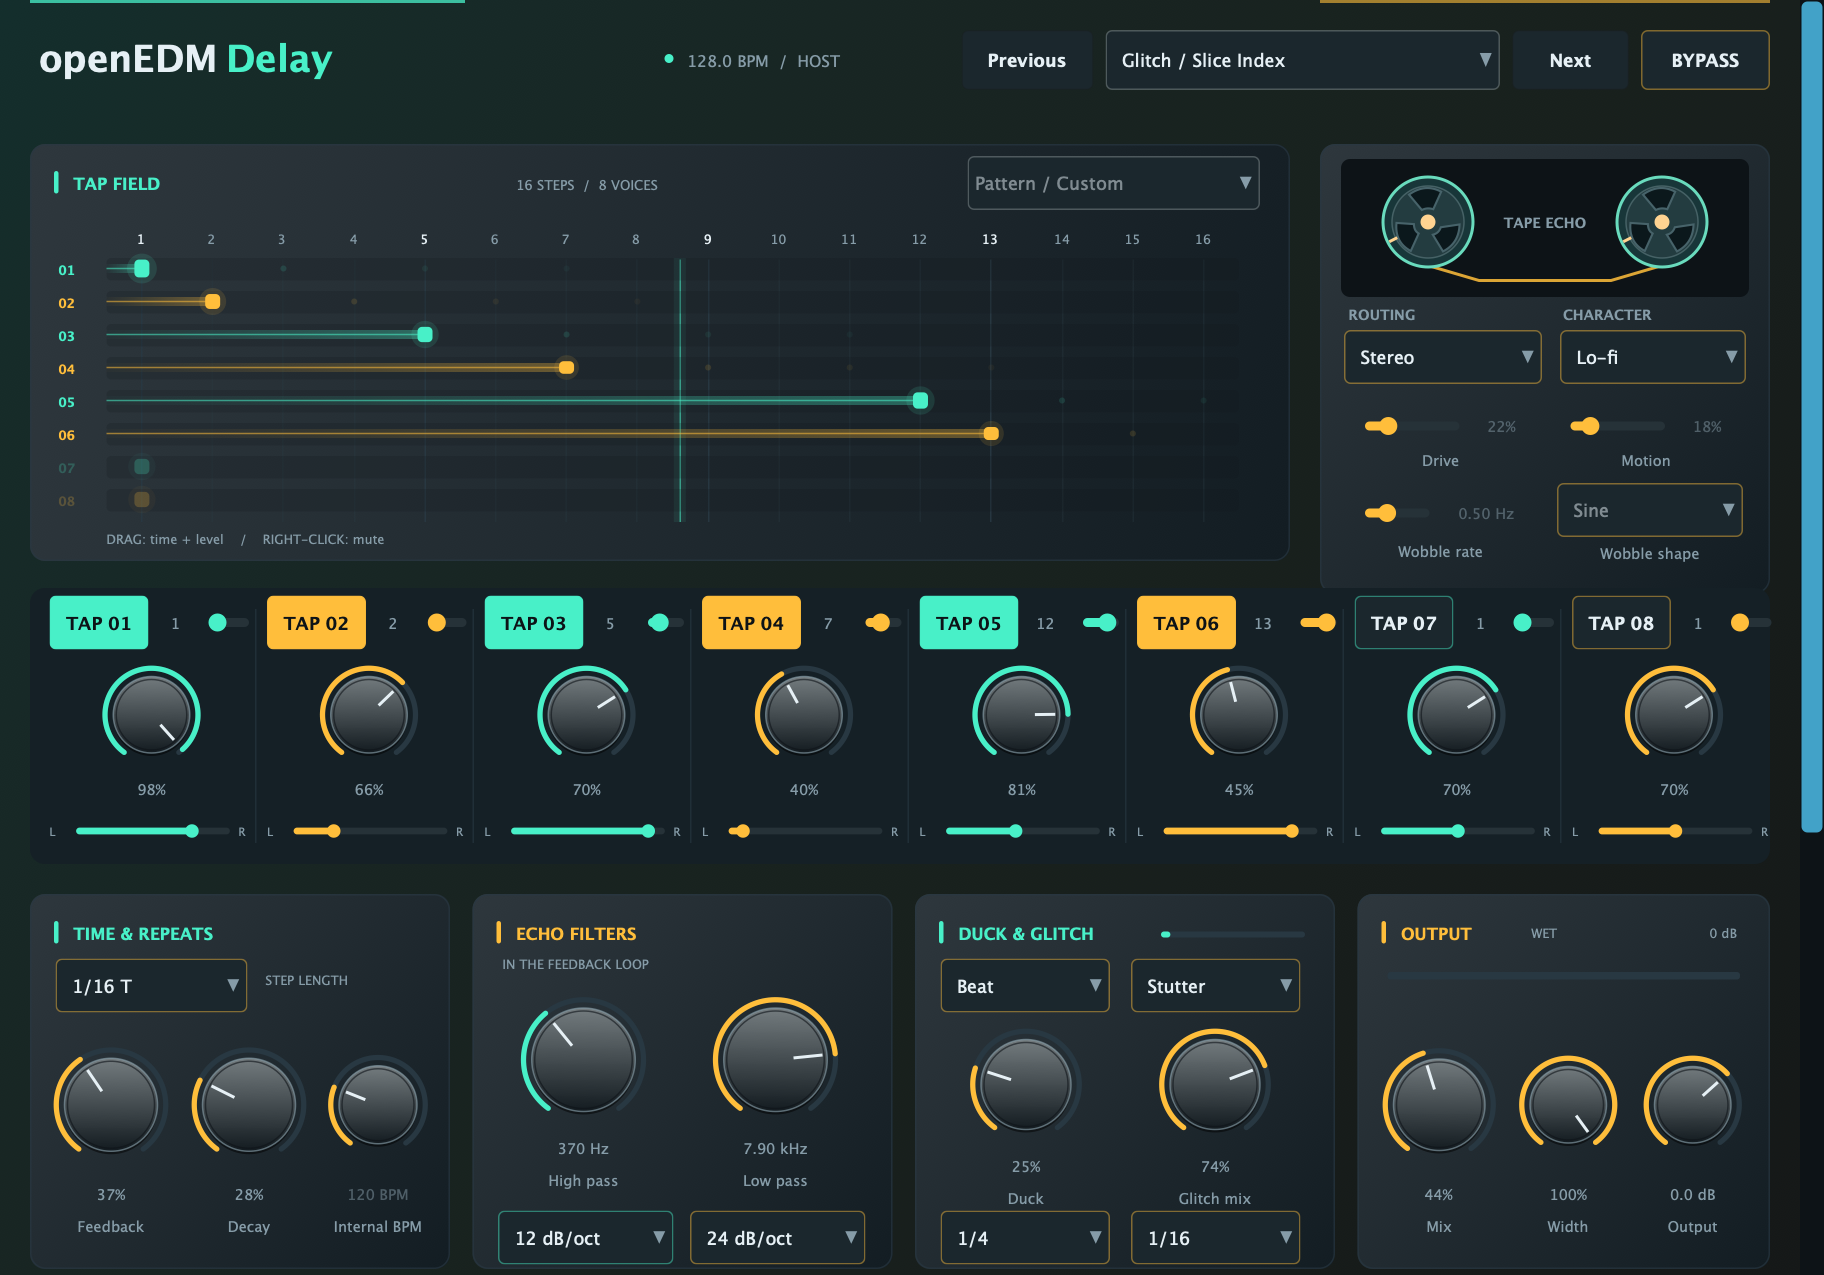 openEDM Delay
128.0 BPM / HOST
Previous
Glitch / Slice Index
Next
BYPASS
TAP FIELD
16 STEPS / 8 VOICES
Pattern / Custom
1 2 3 4 5 6 7 8 9 10 11 12 13 14 15 16
01
02
03
04
05
06
07
08
DRAG: time + level / RIGHT-CLICK: mute
TAPE ECHO
ROUTING CHARACTER
Stereo Lo-fi
22% 18%
Drive Motion
0.50 Hz Sine
Wobble rate Wobble shape
TAP 01 1 TAP 02 2 TAP 03 5 TAP 04 7 TAP 05 12 TAP 06 13 TAP 07 1 TAP 08 1
98% 66% 70% 40% 81% 45% 70% 70%
L R L R L R L R L R L R L R L R
TIME & REPEATS
1/16 T STEP LENGTH
37% 28% 120 BPM
Feedback Decay Internal BPM
ECHO FILTERS
IN THE FEEDBACK LOOP
370 Hz 7.90 kHz
High pass Low pass
12 dB/oct 24 dB/oct
DUCK & GLITCH
Beat Stutter
25% 74%
Duck Glitch mix
1/4 1/16
OUTPUT WET 0 dB
44% 100% 0.0 dB
Mix Width Output